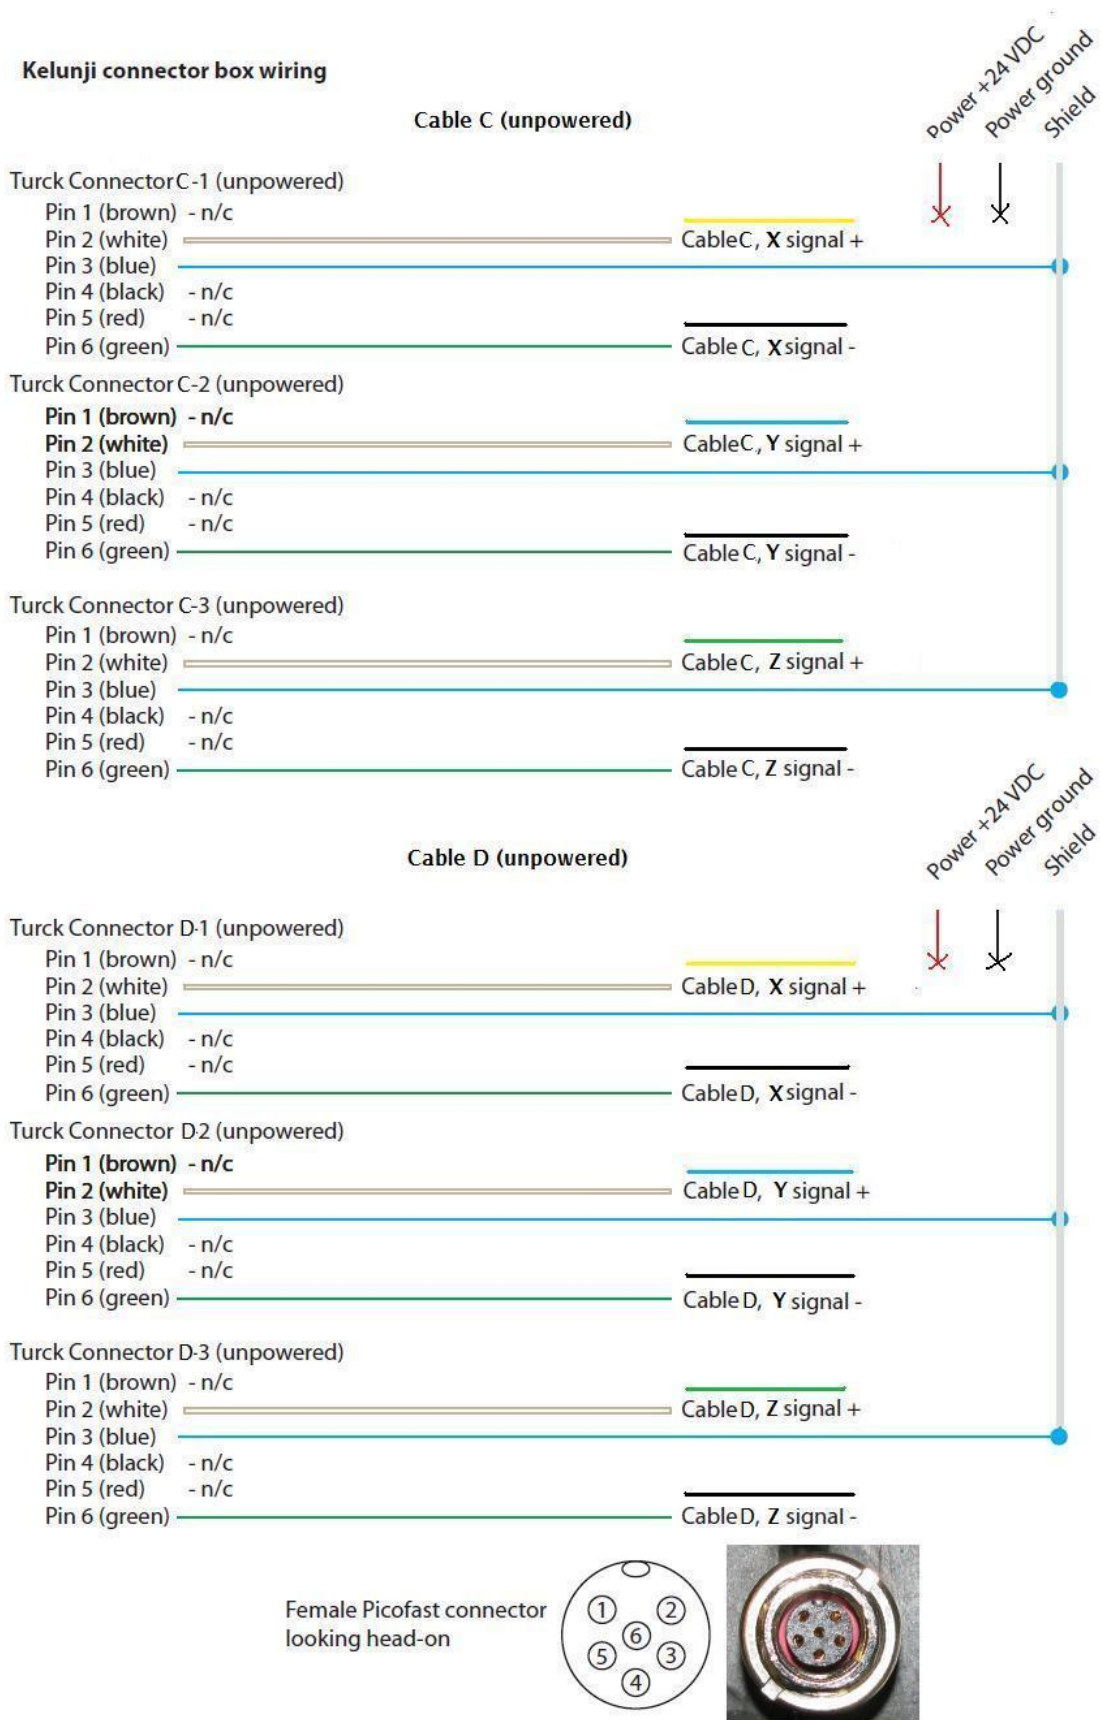 Kelunji connector box wiring
Cable C (unpowered)
Power +24 VDC
Power ground
Shield
Turck Connector C-1 (unpowered)
Pin 1 (brown) - n/c
Pin 2 (white) Cable C, X signal +
Pin 3 (blue)
Pin 4 (black) - n/c
Pin 5 (red) - n/c
Pin 6 (green) Cable C, X signal -
Turck Connector C-2 (unpowered)
Pin 1 (brown) - n/c
Pin 2 (white) Cable C, Y signal +
Pin 3 (blue)
Pin 4 (black) - n/c
Pin 5 (red) - n/c
Pin 6 (green) Cable C, Y signal -
Turck Connector C-3 (unpowered)
Pin 1 (brown) - n/c
Pin 2 (white) Cable C, Z signal +
Pin 3 (blue)
Pin 4 (black) - n/c
Pin 5 (red) - n/c
Pin 6 (green) Cable C, Z signal -
Cable D (unpowered)
Power +24 VDC
Power ground
Shield
Turck Connector D-1 (unpowered)
Pin 1 (brown) - n/c
Pin 2 (white) Cable D, X signal +
Pin 3 (blue)
Pin 4 (black) - n/c
Pin 5 (red) - n/c
Pin 6 (green) Cable D, X signal -
Turck Connector D-2 (unpowered)
Pin 1 (brown) - n/c
Pin 2 (white) Cable D, Y signal +
Pin 3 (blue)
Pin 4 (black) - n/c
Pin 5 (red) - n/c
Pin 6 (green) Cable D, Y signal -
Turck Connector D-3 (unpowered)
Pin 1 (brown) - n/c
Pin 2 (white) Cable D, Z signal +
Pin 3 (blue)
Pin 4 (black) - n/c
Pin 5 (red) - n/c
Pin 6 (green) Cable D, Z signal -
Female Picofast connector
looking head-on
1 2
6
5 3
4